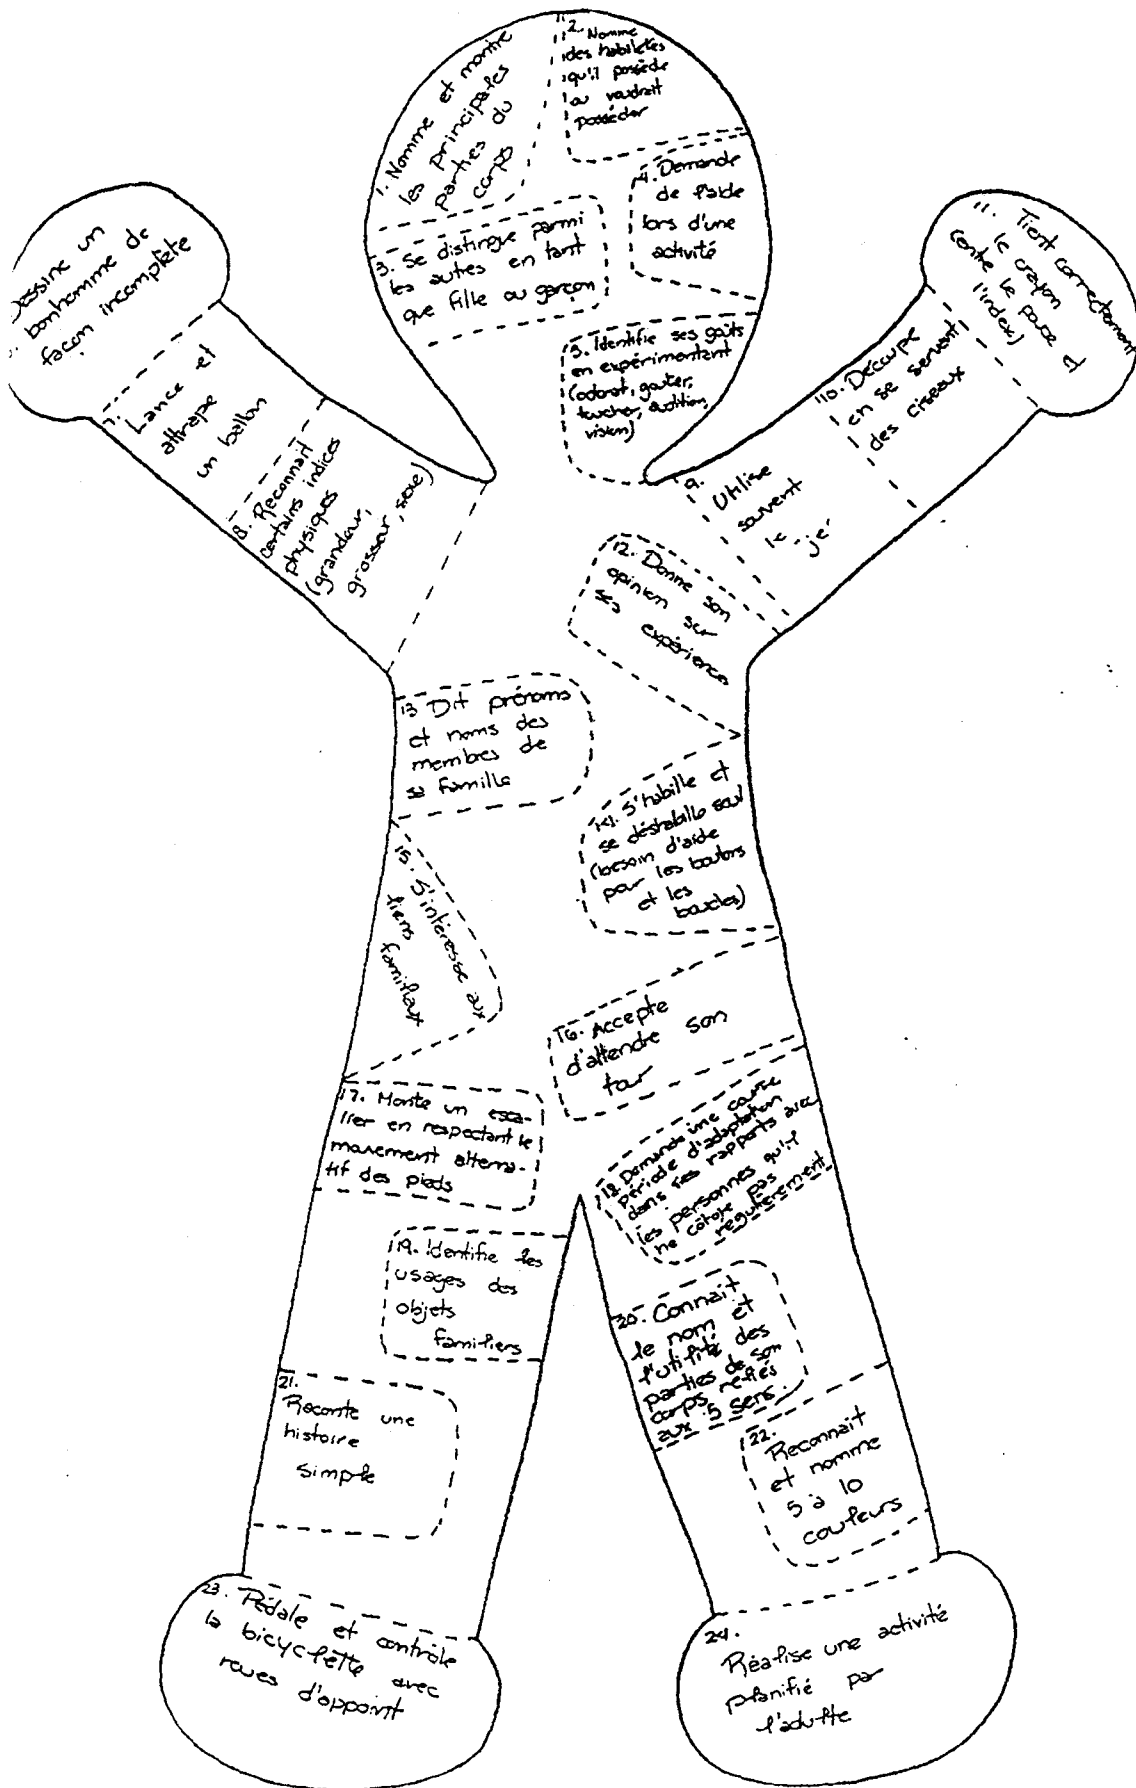 1. Nomme et montre
les principales
parties du
corps
2. Nomme
des habiletés
qu'il possède
ou voudrait
posséder
3. Se distingue parmi
les autres en tant
que fille ou garçon
4. Demande
de l'aide
lors d'une
activité
5. Identifie ses goûts
en expérimentant
(odorat, goûter,
toucher, audition,
vision)
Dessine un
bonhomme de
façon incomplète
7.
Lance et
attrape
un ballon
8. Reconnait
certains indices
physiques
(grandeur,
grosseur, sexe)
9.
Utilise
souvent
le
"je"
10. Découpe
en se servant
des ciseaux
11. Tient correctement
le crayon
contre le pouce et
l'index)
12. Donne son
opinion sur
ses expérience
13 Dit prénoms
et noms des
membres de
sa famille
14. S'habille et
se déshabille seul
(besoin d'aide
pour les boutons
et les
boucles)
15. S'intéresse aux
liens
familiaux
16. Accepte
d'attendre son
tour
17. Monte un esca-
lier en respectant le
mouvement alterna-
tif des pieds
18. Demande une courte
période d'adaptation
dans ses rapports avec
les personnes qu'il
ne côtoie pas
régulièrement
19. Identifie les
usages des
objets
familiers
20. Connait
le nom et
l'utilité des
parties de son
corps reliés
aux 5 sens.
21.
Raconte une
histoire
simple
22.
Reconnait
et nomme
5 à 10
couleurs
23. Pédale et contrôle
la bicyclette avec
roues d'appoint
24.
Réalise une activité
planifié par
l'adulte